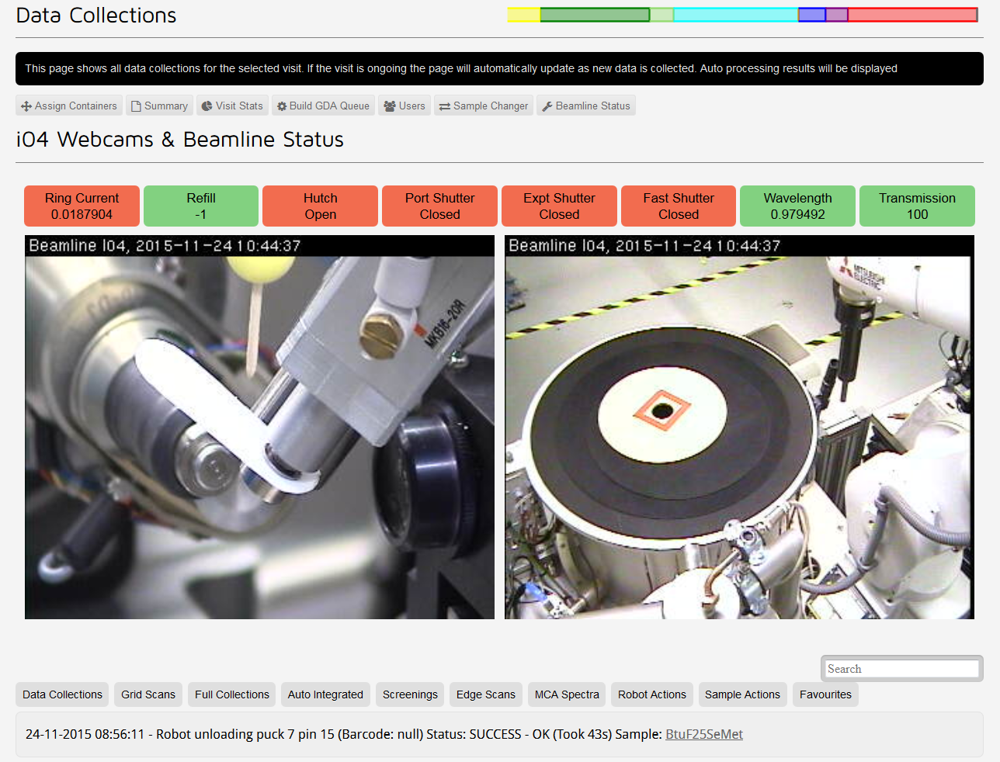 Data Collections
This page shows all data collections for the selected visit. If the visit is ongoing the page will automatically update as new data is collected. Auto processing results will be displayed
Assign Containers Summary Visit Stats Build GDA Queue Users Sample Changer Beamline Status
i04 Webcams & Beamline Status
Ring Current Refill Hutch Port Shutter Expt Shutter Fast Shutter Wavelength Transmission
0.0187904 -1 Open Closed Closed Closed 0.979492 100
Beamline I04, 2015-11-24 10:44:37
MKB16-20R
Beamline I04, 2015-11-24 10:44:37
MITSUBISHI
ELECTRIC
Search
Data Collections Grid Scans Full Collections Auto Integrated Screenings Edge Scans MCA Spectra Robot Actions Sample Actions Favourites
24-11-2015 08:56:11 - Robot unloading puck 7 pin 15 (Barcode: null) Status: SUCCESS - OK (Took 43s) Sample: BtuF25SeMet